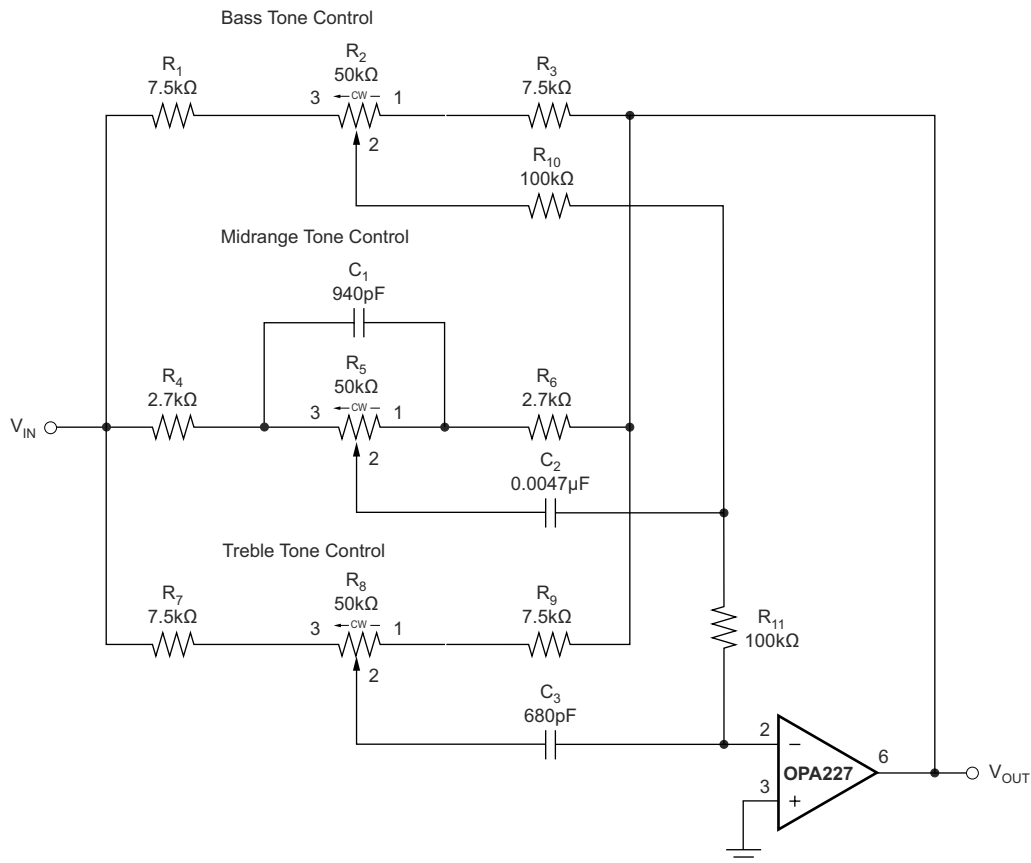 Bass Tone Control
R1
7.5kΩ
R2
50kΩ
R3
7.5kΩ
3
CW
1
2
R10
100kΩ
Midrange Tone Control
C1
940pF
R4
2.7kΩ
R5
50kΩ
R6
2.7kΩ
3
CW
1
2
VIN
C2
0.0047µF
Treble Tone Control
R7
7.5kΩ
R8
50kΩ
R9
7.5kΩ
3
CW
1
2
R11
100kΩ
C3
680pF
2
−
OPA227
6
3
+
VOUT